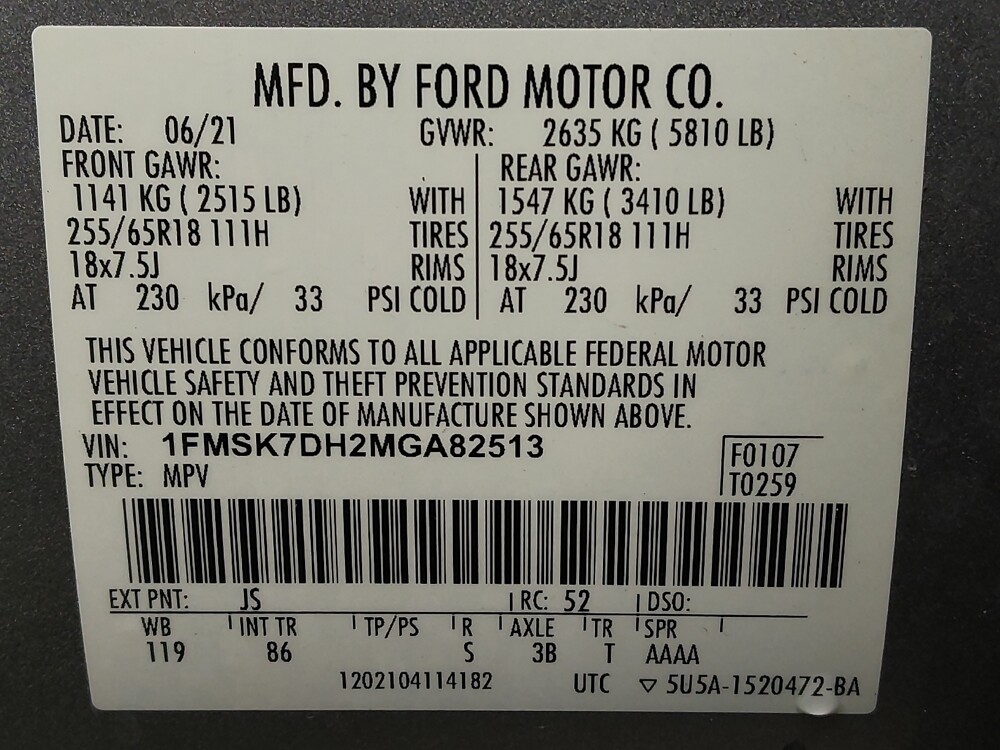 MFD. BY FORD MOTOR CO.
DATE: 06/21 GVWR: 2635 KG ( 5810 LB)
FRONT GAWR: REAR GAWR:
1141 KG ( 2515 LB) WITH 1547 KG ( 3410 LB) WITH
255/65R18 111H TIRES 255/65R18 111H TIRES
18x7.5J RIMS 18x7.5J RIMS
AT 230 kPa/ 33 PSI COLD AT 230 kPa/ 33 PSI COLD
THIS VEHICLE CONFORMS TO ALL APPLICABLE FEDERAL MOTOR
VEHICLE SAFETY AND THEFT PREVENTION STANDARDS IN
EFFECT ON THE DATE OF MANUFACTURE SHOWN ABOVE.
VIN: 1FMSK7DH2MGA82513 F0107
TYPE: MPV T0259
EXT PNT: JS RC: 52 DSO:
WB INT TR TP/PS R AXLE TR SPR
119 86 S 3B T AAAA
1202104114182 UTC ▽ 5U5A-1520472-BA